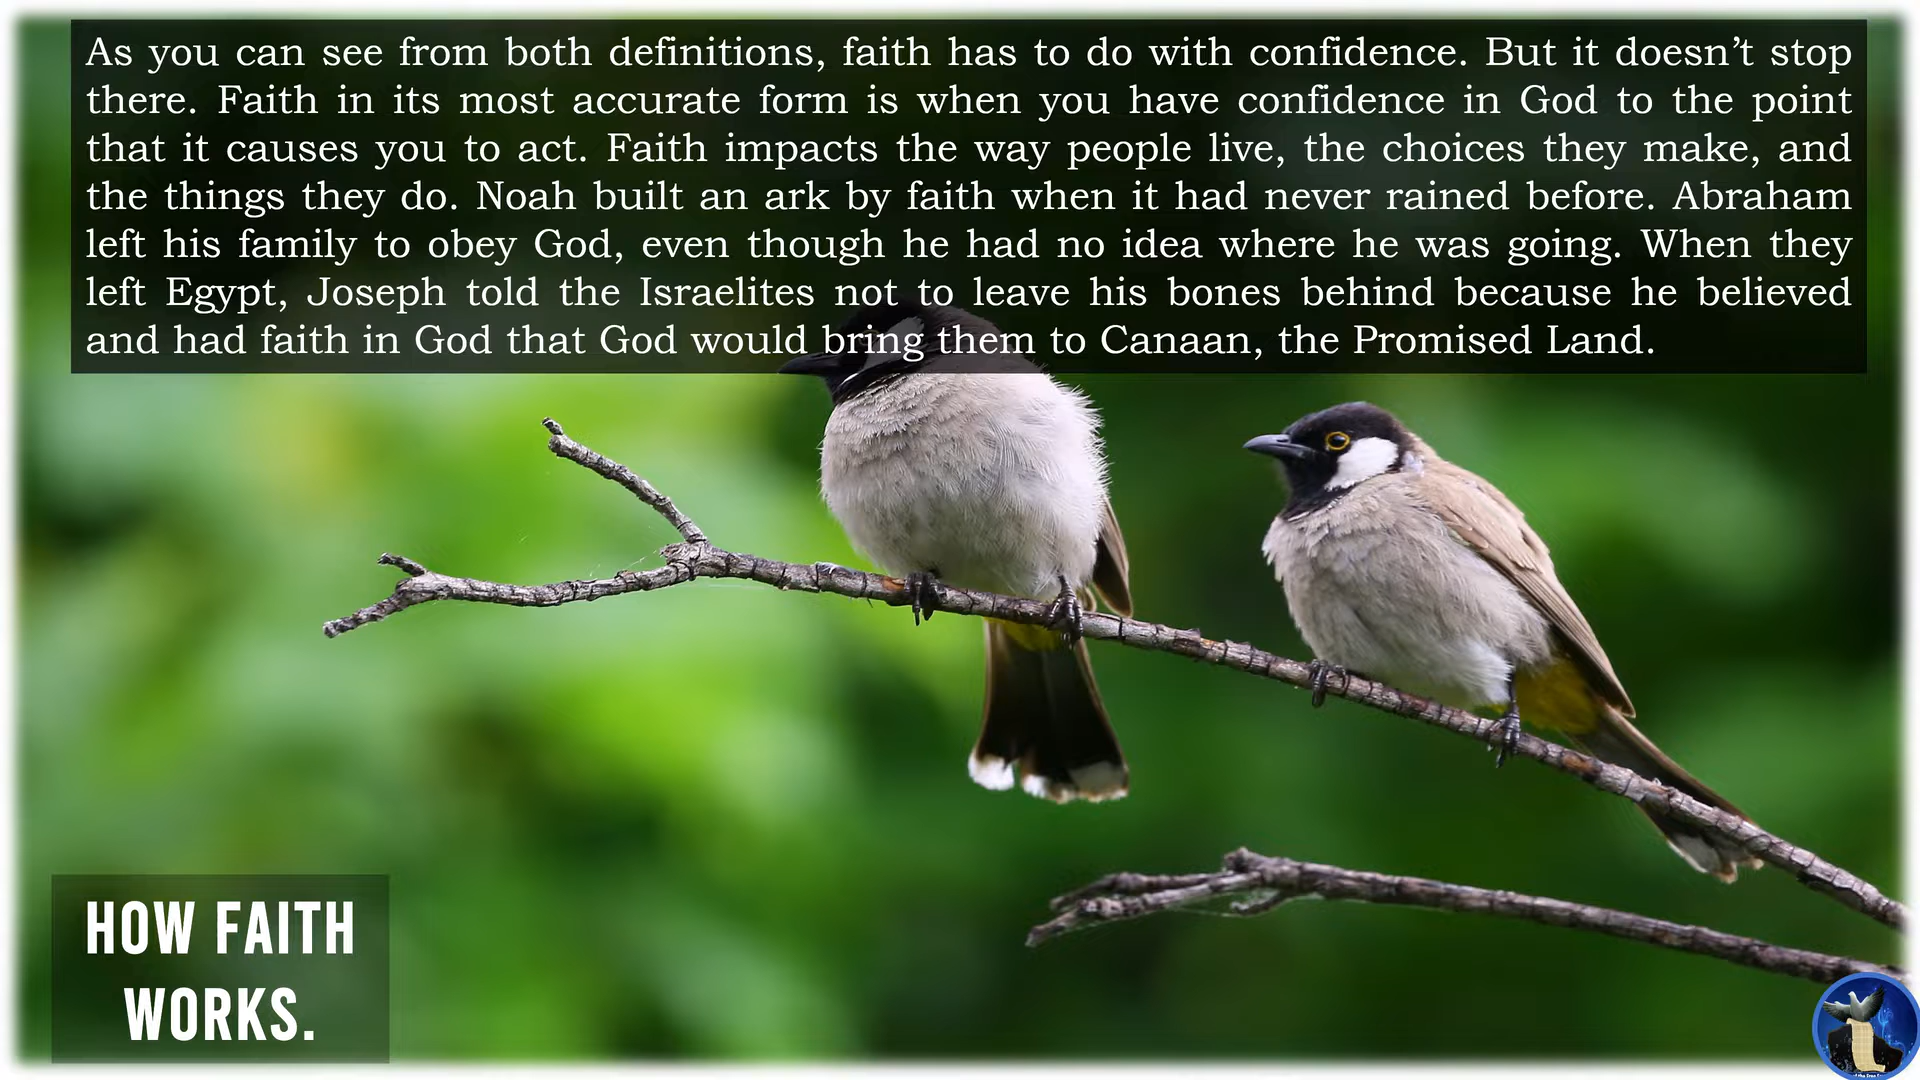 As you can see from both definitions, faith has to do with confidence. But it doesn’t stop
there. Faith in its most accurate form is when you have confidence in God to the point
that it causes you to act. Faith impacts the way people live, the choices they make, and
the things they do. Noah built an ark by faith when it had never rained before. Abraham
left his family to obey God, even though he had no idea where he was going. When they
left Egypt, Joseph told the Israelites not to leave his bones behind because he believed
and had faith in God that God would bring them to Canaan, the Promised Land.
HOW FAITH
WORKS.